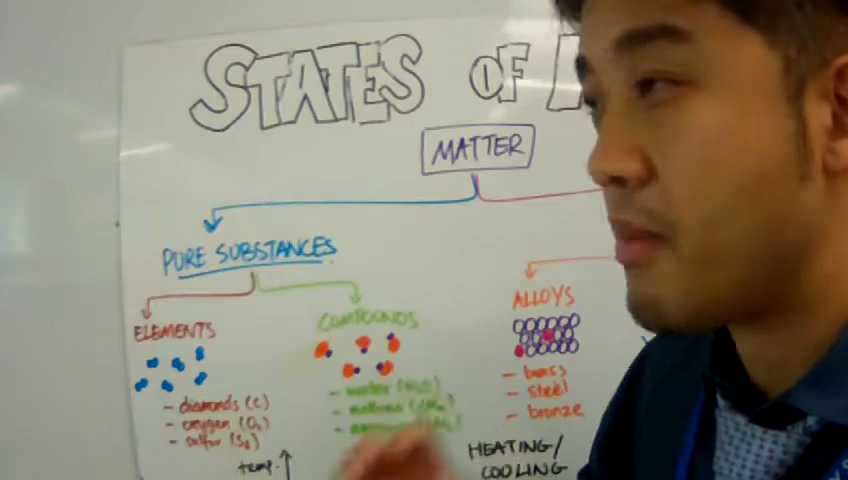 STATES OF
MATTER
PURE SUBSTANCES
ELEMENTS
COMPOUNDS
ALLOYS
- diamonds (C)
- oxygen (O₂)
- sulfur (S₈)
- water (H₂O)
- brass
- steel
- bronze
temp.
HEATING/
COOLING